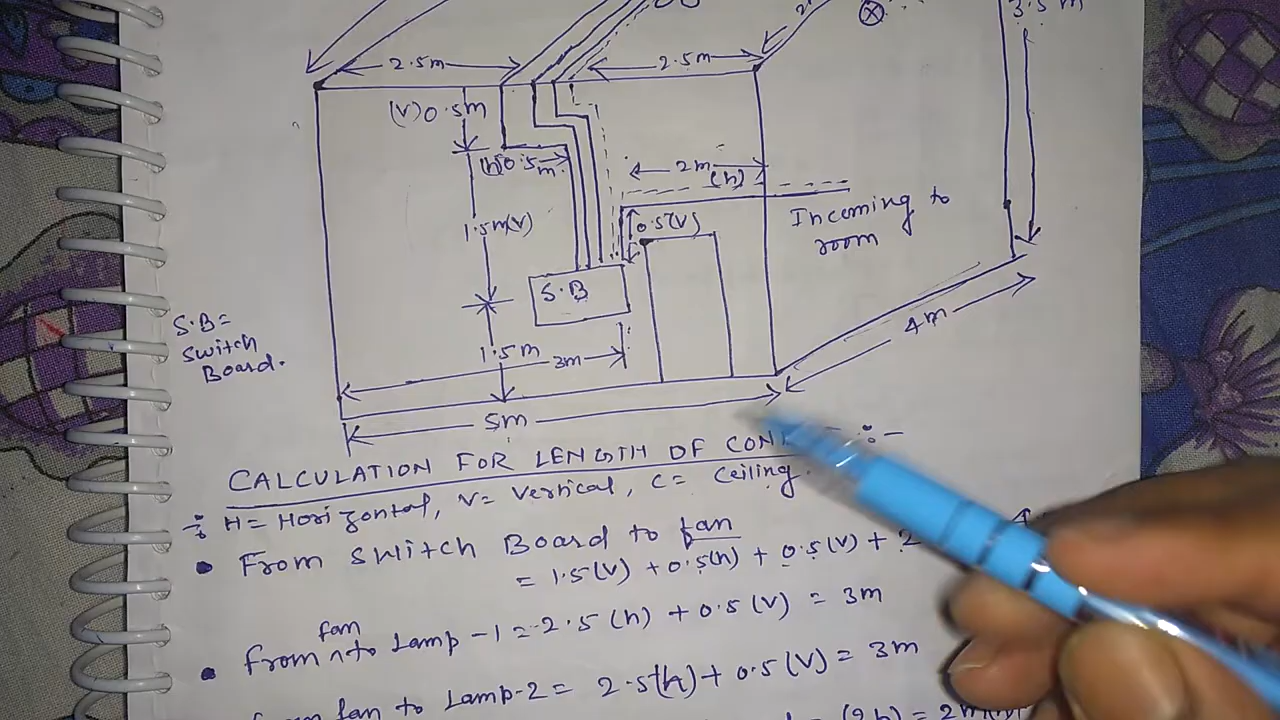 3.5 m
2.5m
2.5m
(V)0.5m
(h)0.5m.
2m
(h)
1.5m(V)
0.5(V)
Incoming to
room
S.B
S.B=
Switch
Board.
1.5m
3m
4m
5m
CALCULATION FOR LENGTH OF
H= Horizontal, V= Vertical, C= Ceiling.
• From Switch Board to fan
= 1.5(V) + 0.5(h) + 0.5(V) + 2
fan
• from ^ to Lamp-1 = 2.5(h) + 0.5(V) = 3m
from fan to Lamp-2 = 2.5(h) + 0.5(V) = 3m